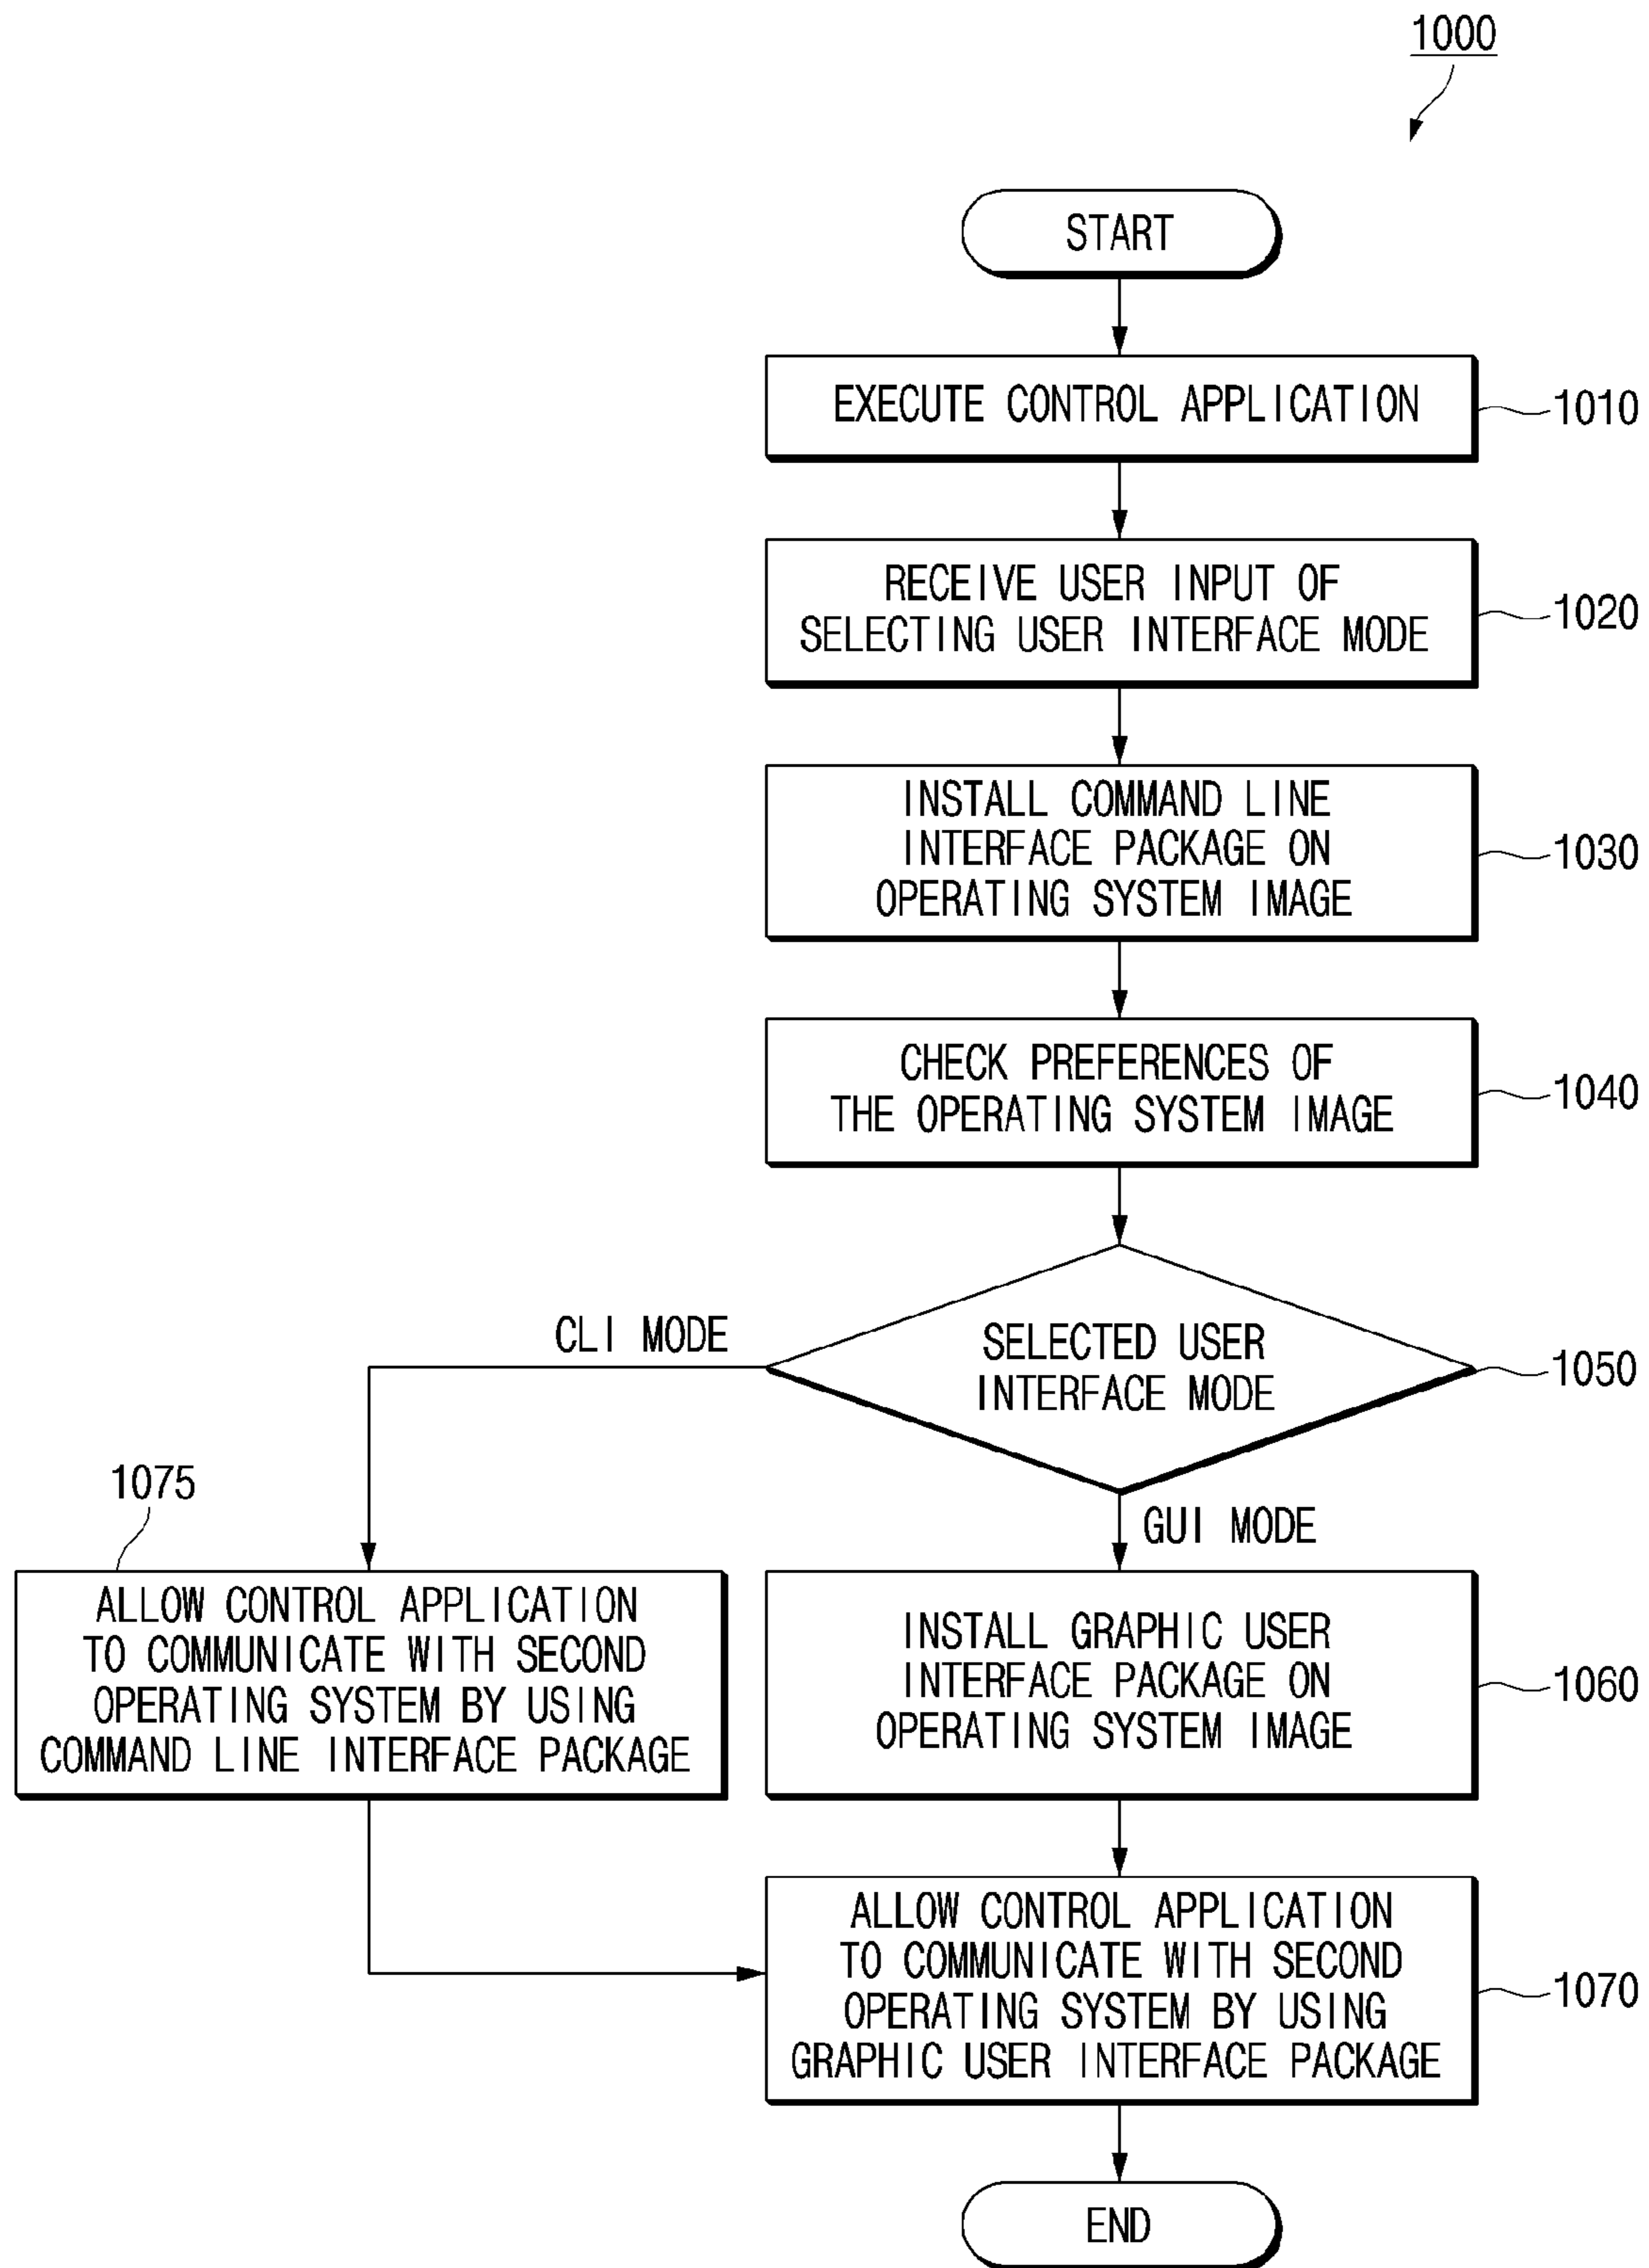 1000
START
EXECUTE CONTROL APPLICATION
1010
RECEIVE USER INPUT OF
SELECTING USER INTERFACE MODE
1020
INSTALL COMMAND LINE
INTERFACE PACKAGE ON
OPERATING SYSTEM IMAGE
1030
CHECK PREFERENCES OF
THE OPERATING SYSTEM IMAGE
1040
CLI MODE
SELECTED USER
INTERFACE MODE
1050
GUI MODE
1075
ALLOW CONTROL APPLICATION
TO COMMUNICATE WITH SECOND
OPERATING SYSTEM BY USING
COMMAND LINE INTERFACE PACKAGE
INSTALL GRAPHIC USER
INTERFACE PACKAGE ON
OPERATING SYSTEM IMAGE
1060
ALLOW CONTROL APPLICATION
TO COMMUNICATE WITH SECOND
OPERATING SYSTEM BY USING
GRAPHIC USER INTERFACE PACKAGE
1070
END